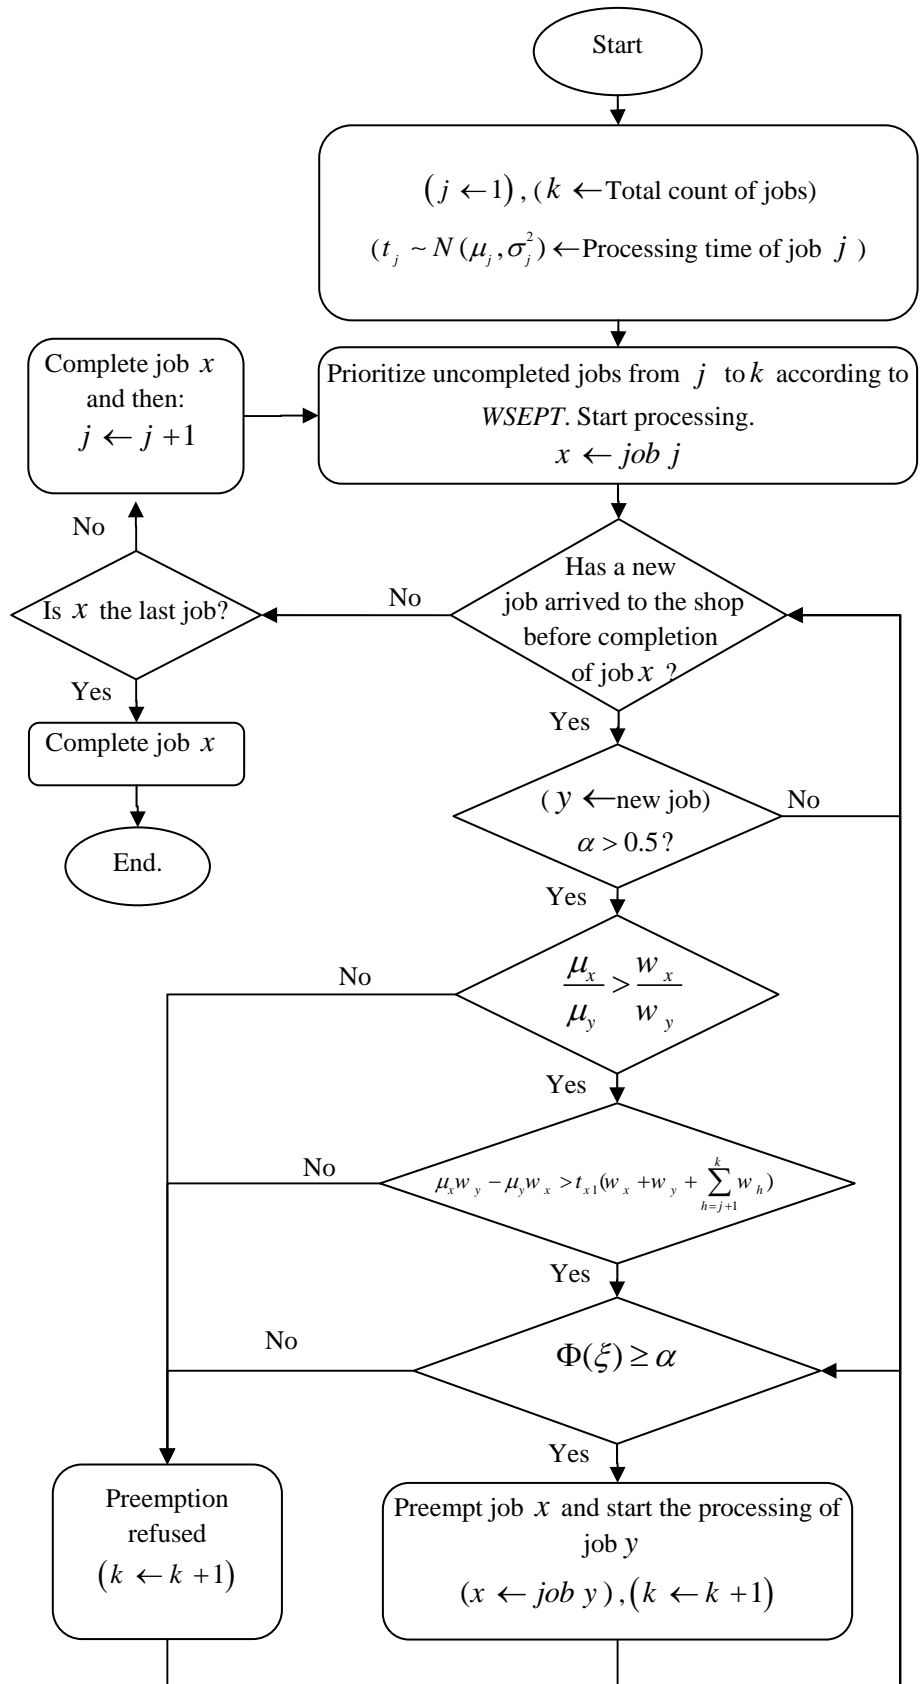 Start
(j ← 1), (k ← Total count of jobs)
(t_j ~ N(μ_j, σ_j^2) ← Processing time of job j )
Prioritize uncompleted jobs from j to k according to
WSEPT. Start processing.
x ← job j
Complete job x
and then:
j ← j + 1
No
Is x the last job?
No
Has a new
job arrived to the shop
before completion
of job x ?
Yes
Yes
Complete job x
End.
( y ← new job)
α > 0.5 ?
No
Yes
μ_x / μ_y > w_x / w_y
No
Yes
μ_x w_y − μ_y w_x > t_{x1}(w_x + w_y + ∑_{h=j+1}^{k} w_h)
No
Yes
Φ(ξ) ≥ α
No
Yes
Preemption
refused
(k ← k + 1)
Preempt job x and start the processing of
job y
(x ← job y ), (k ← k + 1)